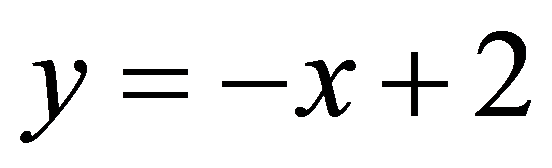 y = −x + 2